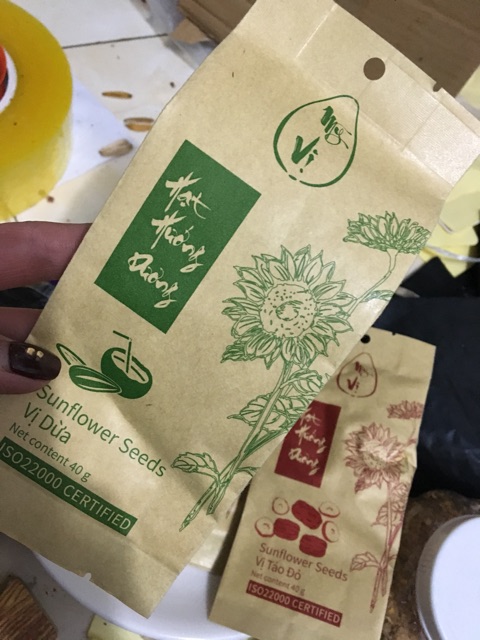 Mộc
Vị
Hạt
Hướng
Dương
Sunflower Seeds
Vị Dừa
Net content 40 g
ISO22000 CERTIFIED
Vị
Hạt
Hướng
Dương
Sunflower Seeds
Vị Táo Đỏ
Net content 40 g
ISO22000 CERTIFIED